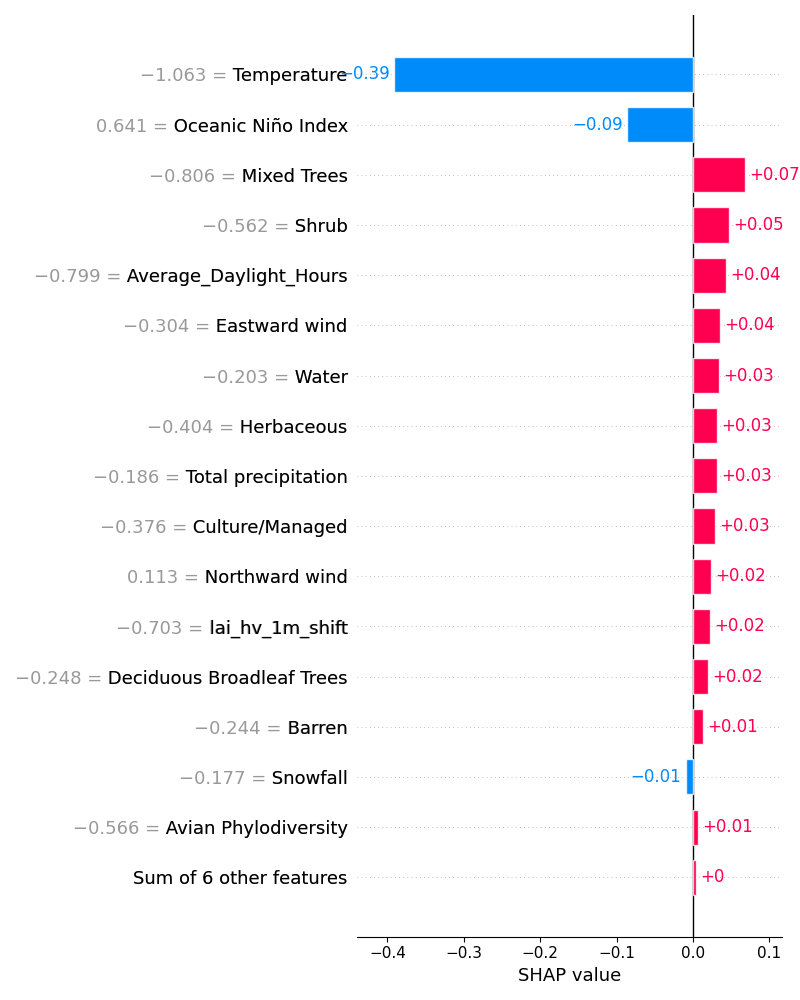 −1.063 = Temperature −0.39
0.641 = Oceanic Niño Index −0.09
−0.806 = Mixed Trees +0.07
−0.562 = Shrub +0.05
−0.799 = Average_Daylight_Hours +0.04
−0.304 = Eastward wind +0.04
−0.203 = Water +0.03
−0.404 = Herbaceous +0.03
−0.186 = Total precipitation +0.03
−0.376 = Culture/Managed +0.03
0.113 = Northward wind +0.02
−0.703 = lai_hv_1m_shift +0.02
−0.248 = Deciduous Broadleaf Trees +0.02
−0.244 = Barren +0.01
−0.177 = Snowfall −0.01
−0.566 = Avian Phylodiversity +0.01
Sum of 6 other features +0
−0.4 −0.3 −0.2 −0.1 0.0 0.1
SHAP value